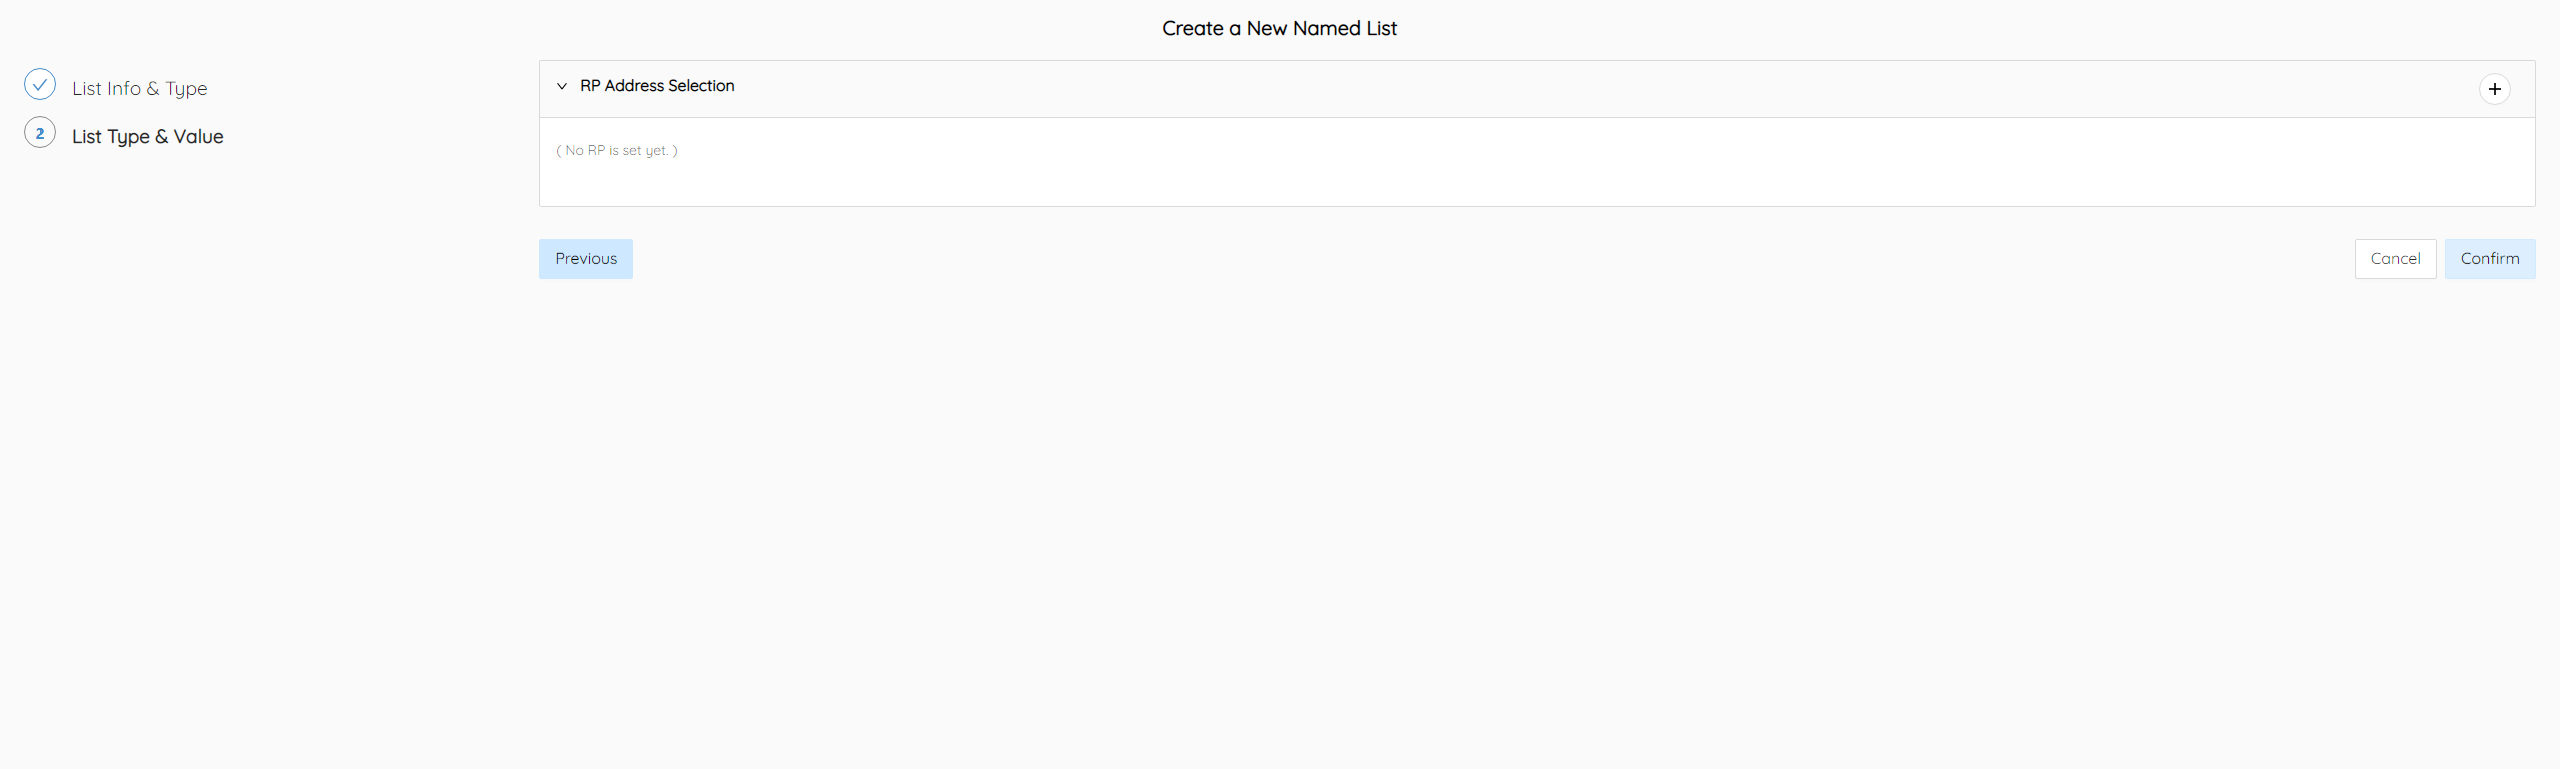 Create a New Named List
List Info & Type
2 List Type & Value
RP Address Selection
( No RP is set yet. )
Previous
Cancel
Confirm